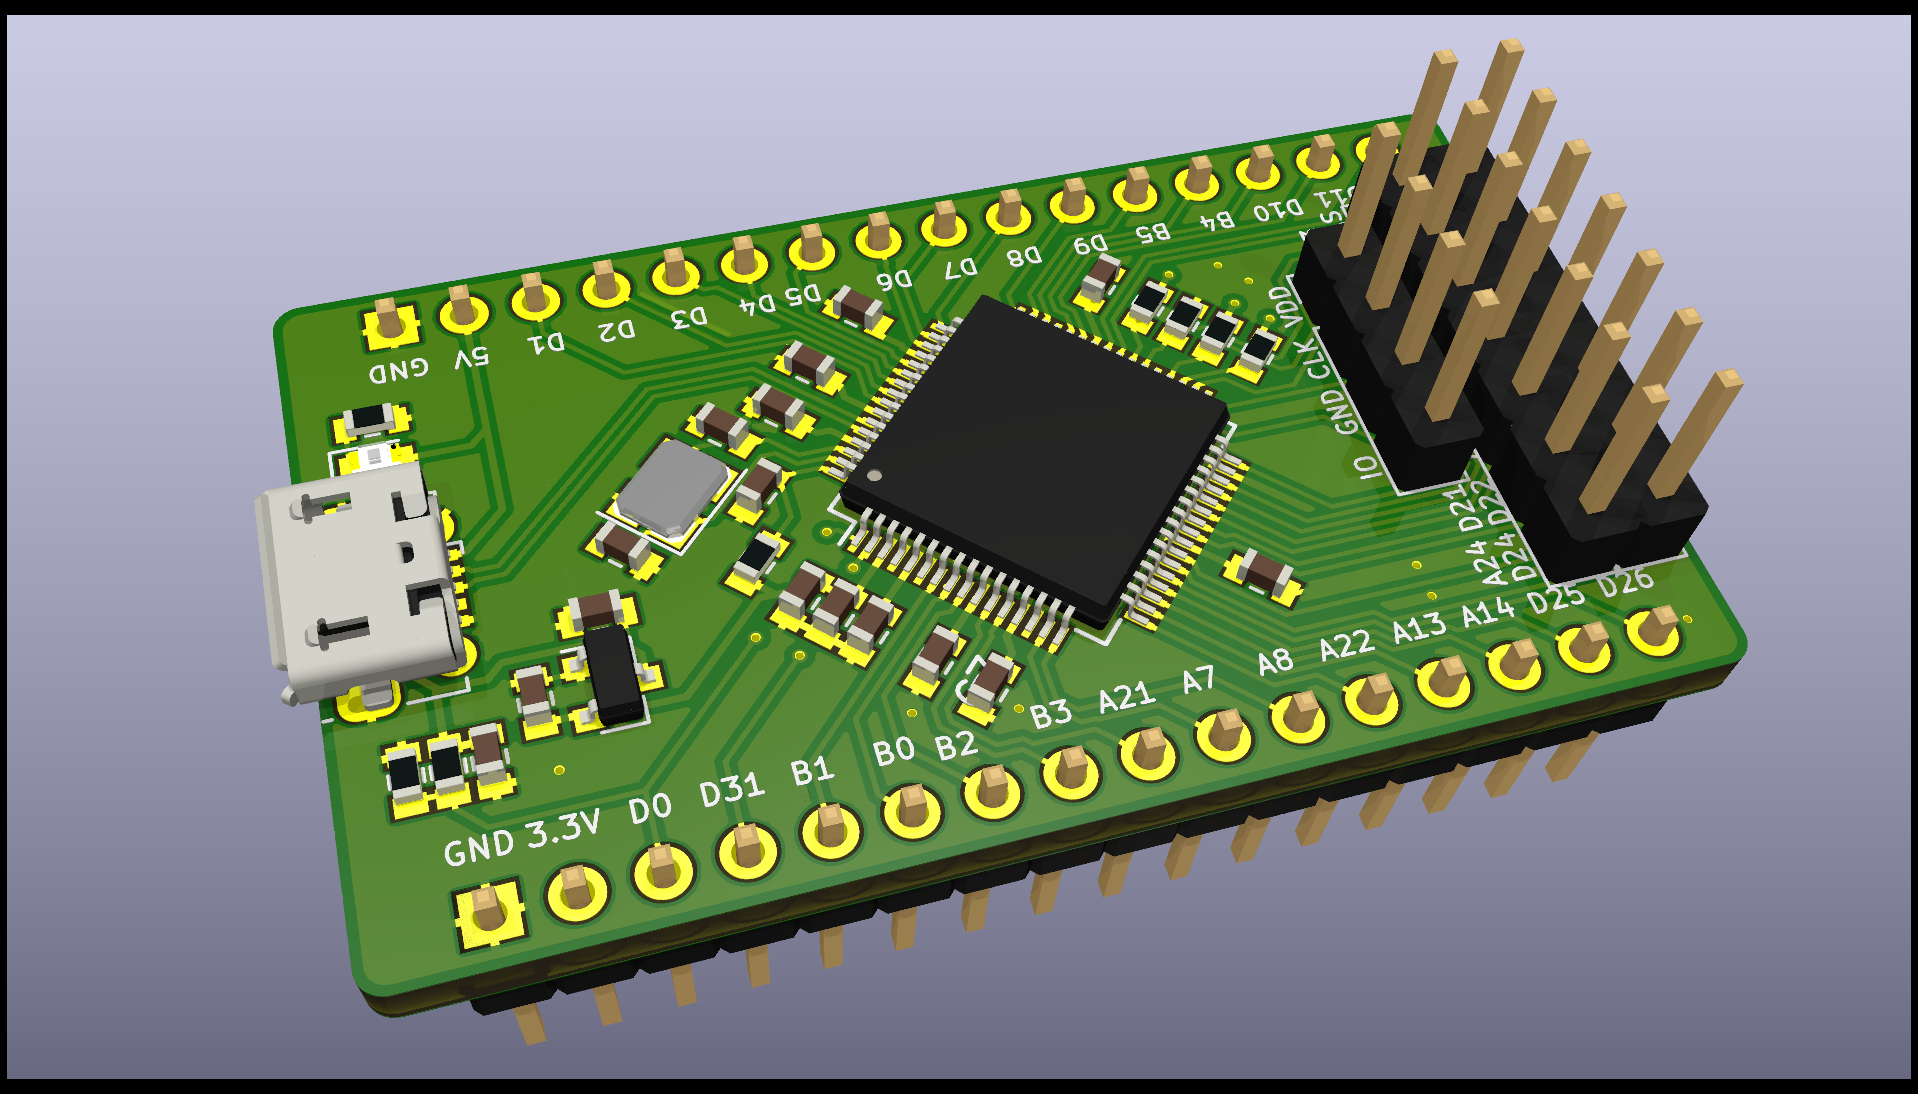 GND 5V D1 D2 D3 D4 D5 D6 D7 D8 D9 B5 B4 D10 D11
VDD
CLK
GND
IO
A24 D21
D24 D22
GND 3.3V D0 D31 B1 B0 B2 B3 A21 A7 A8 A22 A13 A14 D25 D26